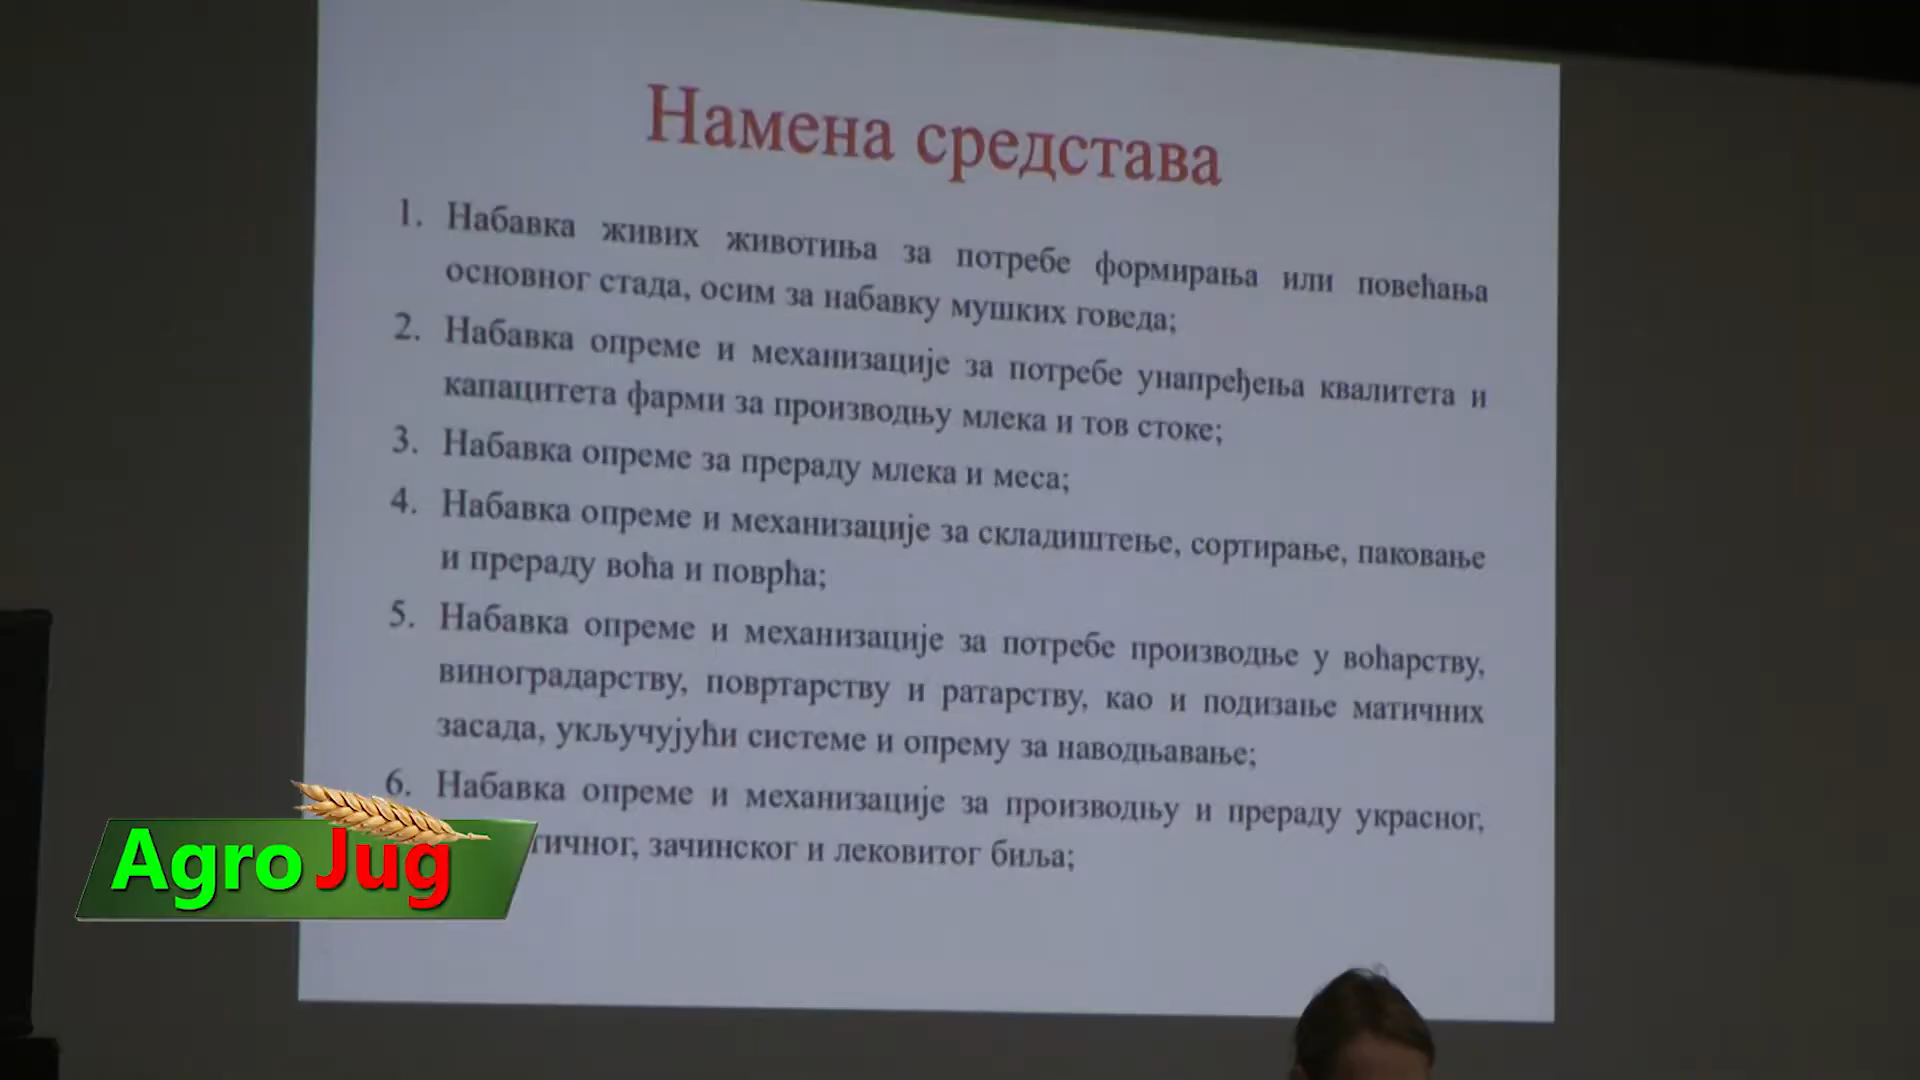 Намена средстава
1. Набавка живих животиња за потребе формирања или повећања
основног стада, осим за набавку мушких говеда;
2. Набавка опреме и механизације за потребе унапређења квалитета и
капацитета фарми за производњу млека и тов стоке;
3. Набавка опреме за прераду млека и меса;
4. Набавка опреме и механизације за складиштење, сортирање, паковање
и прераду воћа и поврћа;
5. Набавка опреме и механизације за потребе производње у воћарству,
виноградарству, повртарству и ратарству, као и подизање матичних
засада, укључујући системе и опрему за наводњавање;
6. Набавка опреме и механизације за производњу и прераду украсног,
зачинског и лековитог биља;
Agro Jug